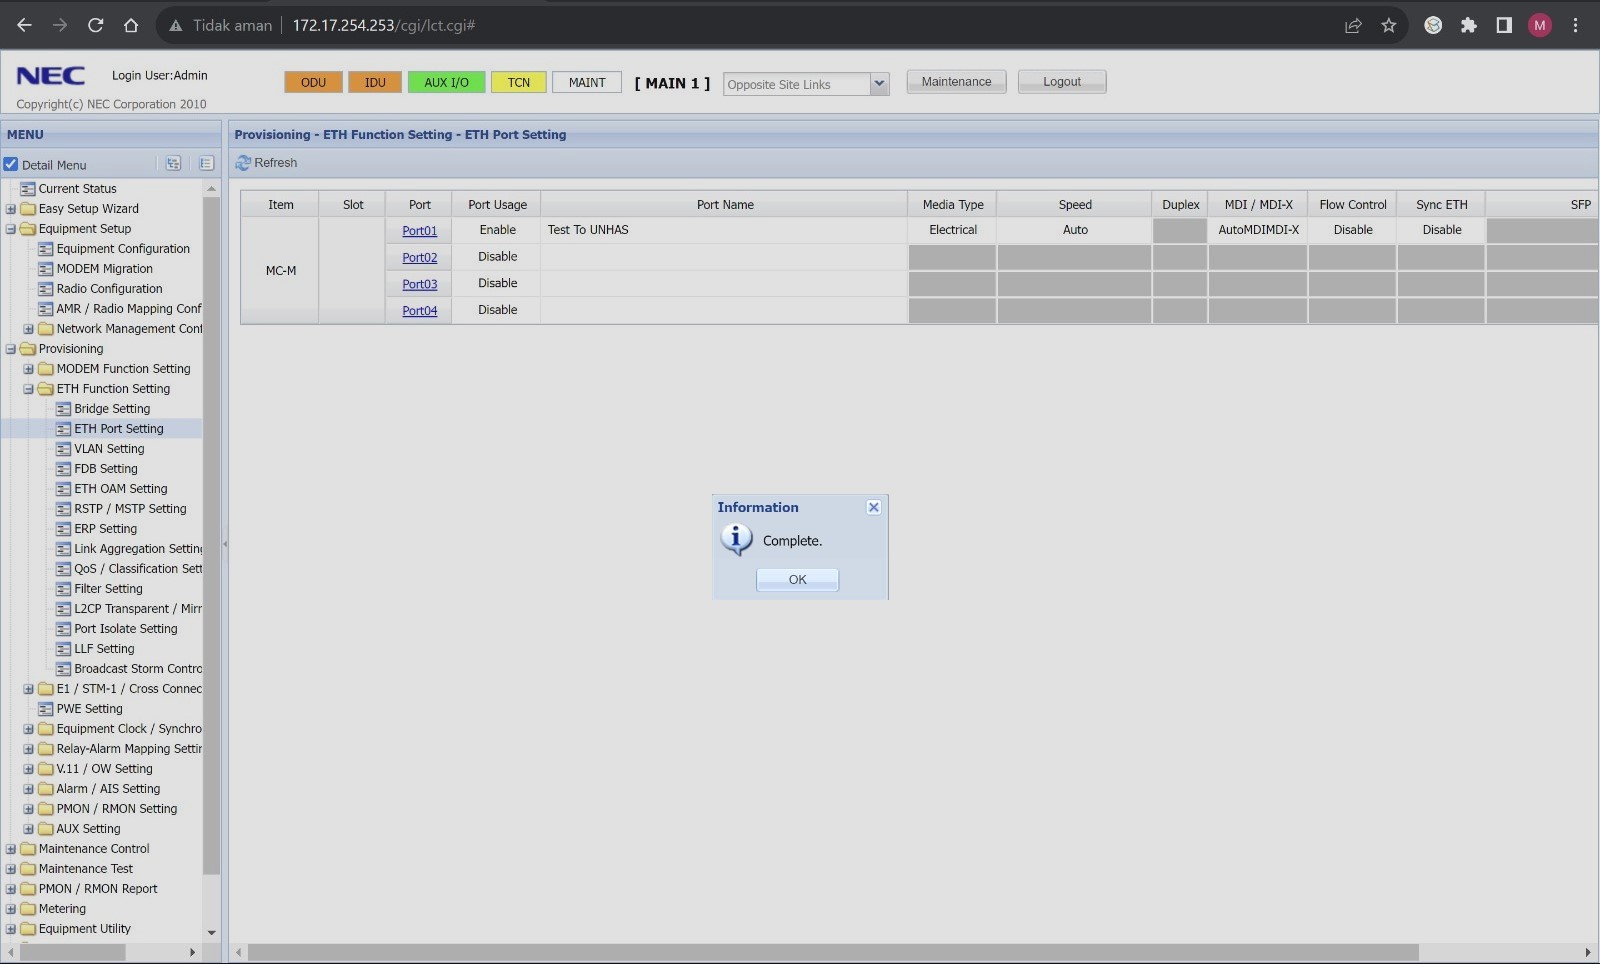 Tidak aman
172.17.254.253/cgi/lct.cgi#
M
NEC
Login User:Admin
Copyright(c) NEC Corporation 2010
ODU
IDU
AUX I/O
TCN
MAINT
[ MAIN 1 ]
Opposite Site Links
Maintenance
Logout
MENU
Detail Menu
Current Status
Easy Setup Wizard
Equipment Setup
Equipment Configuration
MODEM Migration
Radio Configuration
AMR / Radio Mapping Conf
Network Management Conf
Provisioning
MODEM Function Setting
ETH Function Setting
Bridge Setting
ETH Port Setting
VLAN Setting
FDB Setting
ETH OAM Setting
RSTP / MSTP Setting
ERP Setting
Link Aggregation Setting
QoS / Classification Sett
Filter Setting
L2CP Transparent / Mirr
Port Isolate Setting
LLF Setting
Broadcast Storm Contro
E1 / STM-1 / Cross Connec
PWE Setting
Equipment Clock / Synchro
Relay-Alarm Mapping Settin
V.11 / OW Setting
Alarm / AIS Setting
PMON / RMON Setting
AUX Setting
Maintenance Control
Maintenance Test
PMON / RMON Report
Metering
Equipment Utility
Provisioning - ETH Function Setting - ETH Port Setting
Refresh
Item Slot Port Port Usage Port Name Media Type Speed Duplex MDI / MDI-X Flow Control Sync ETH SFP
MC-M
Port01 Enable Test To UNHAS Electrical Auto AutoMDIMDI-X Disable Disable
Port02 Disable
Port03 Disable
Port04 Disable
Information
Complete.
OK